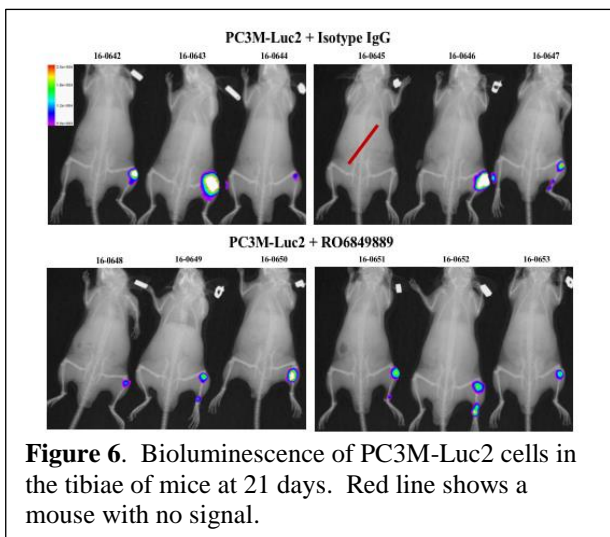 PC3M-Luc2 + Isotype IgG
16-0642 16-0643 16-0644 16-0645 16-0646 16-0647
PC3M-Luc2 + RO6849889
16-0648 16-0649 16-0650 16-0651 16-0652 16-0653
Figure 6. Bioluminescence of PC3M-Luc2 cells in
the tibiae of mice at 21 days. Red line shows a
mouse with no signal.